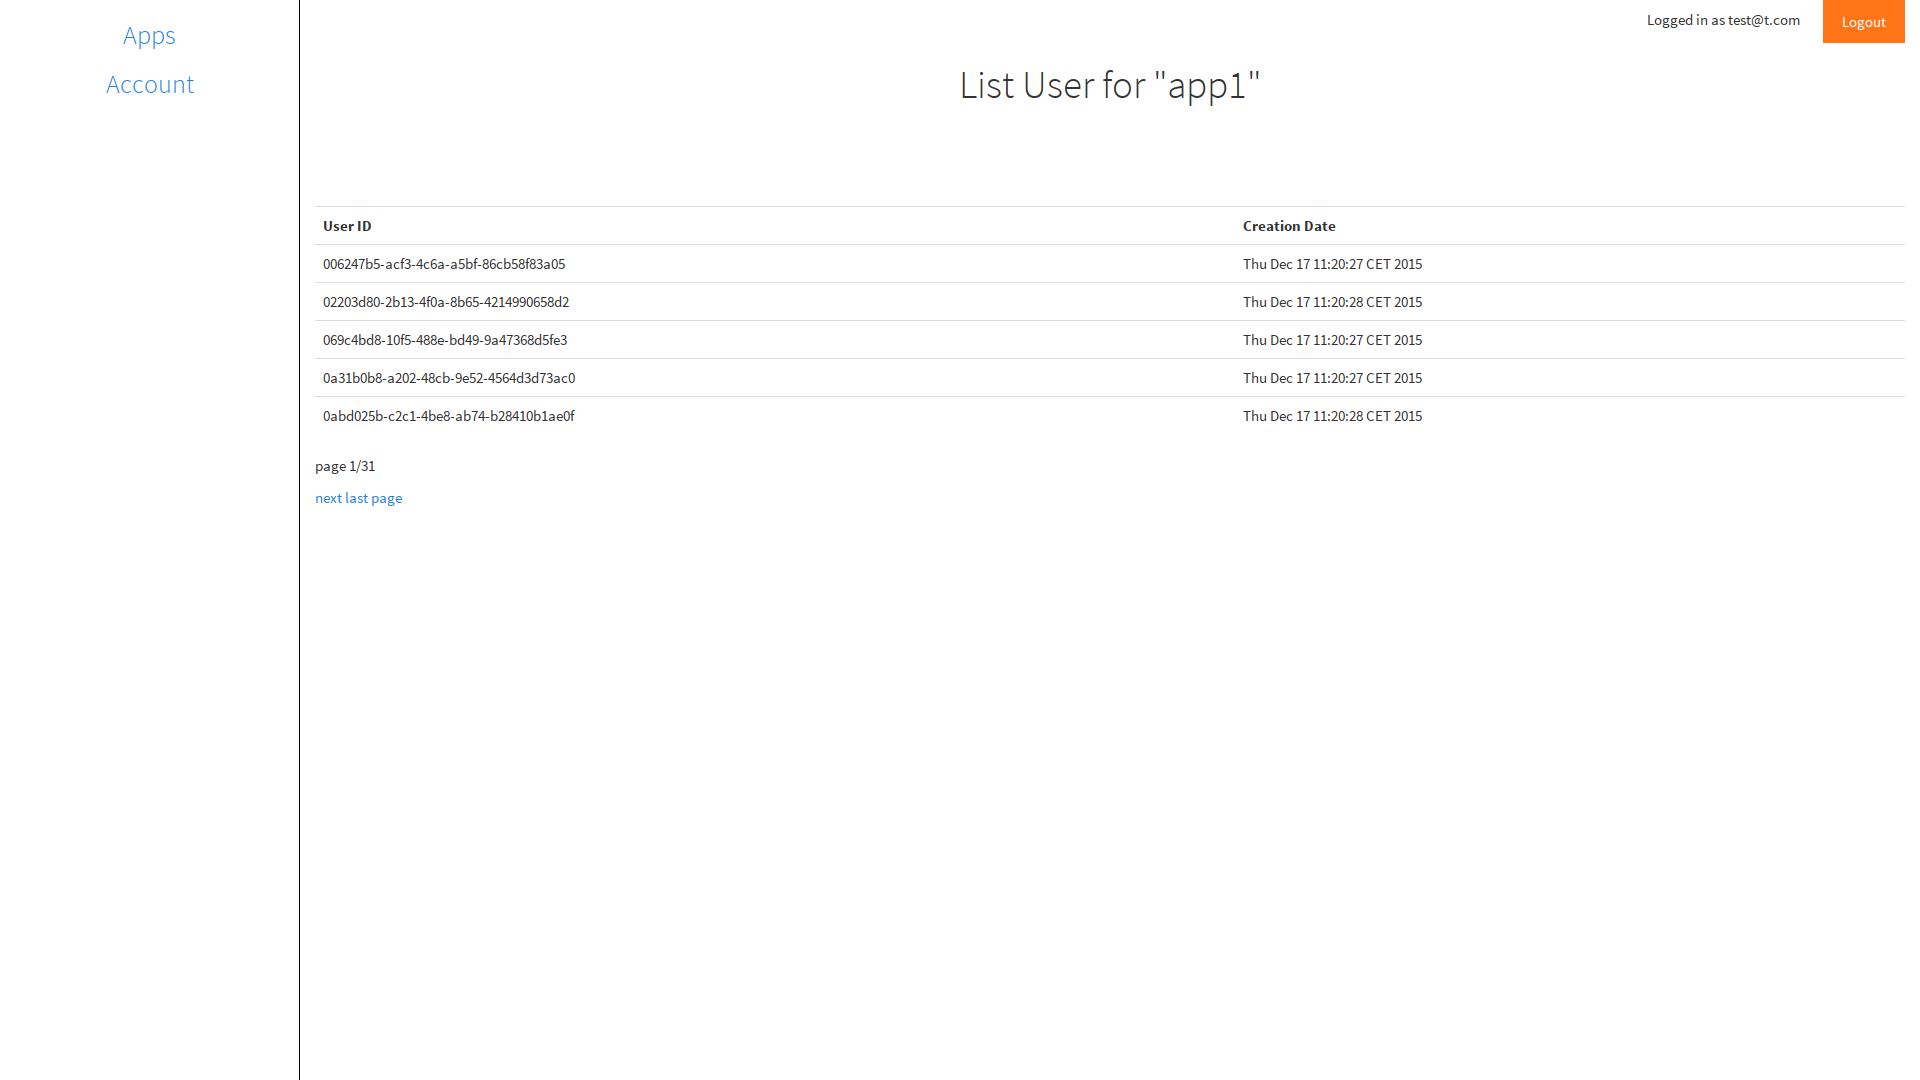 Apps
Account
Logged in as test@t.com
Logout
List User for "app1"
User ID Creation Date
006247b5-acf3-4c6a-a5bf-86cb58f83a05 Thu Dec 17 11:20:27 CET 2015
02203d80-2b13-4f0a-8b65-4214990658d2 Thu Dec 17 11:20:28 CET 2015
069c4bd8-10f5-488e-bd49-9a47368d5fe3 Thu Dec 17 11:20:27 CET 2015
0a31b0b8-a202-48cb-9e52-4564d3d73ac0 Thu Dec 17 11:20:27 CET 2015
0abd025b-c2c1-4be8-ab74-b28410b1ae0f Thu Dec 17 11:20:28 CET 2015
page 1/31
next last page